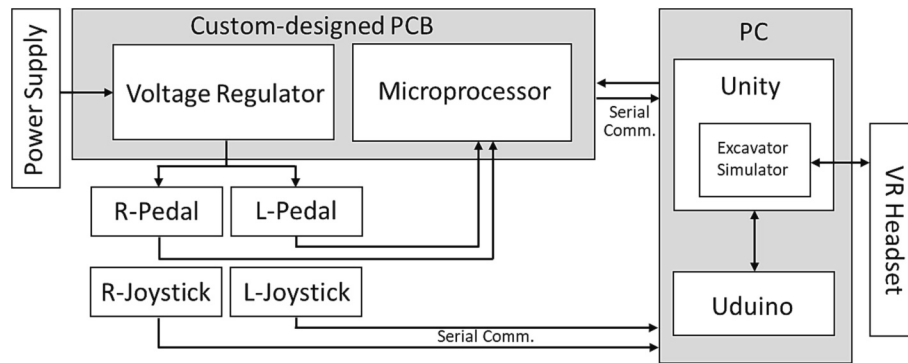 Power Supply
Custom-designed PCB
Voltage Regulator
Microprocessor
Serial
Comm.
PC
Unity
Excavator
Simulator
VR Headset
R-Pedal
L-Pedal
R-Joystick
L-Joystick
Uduino
Serial Comm.